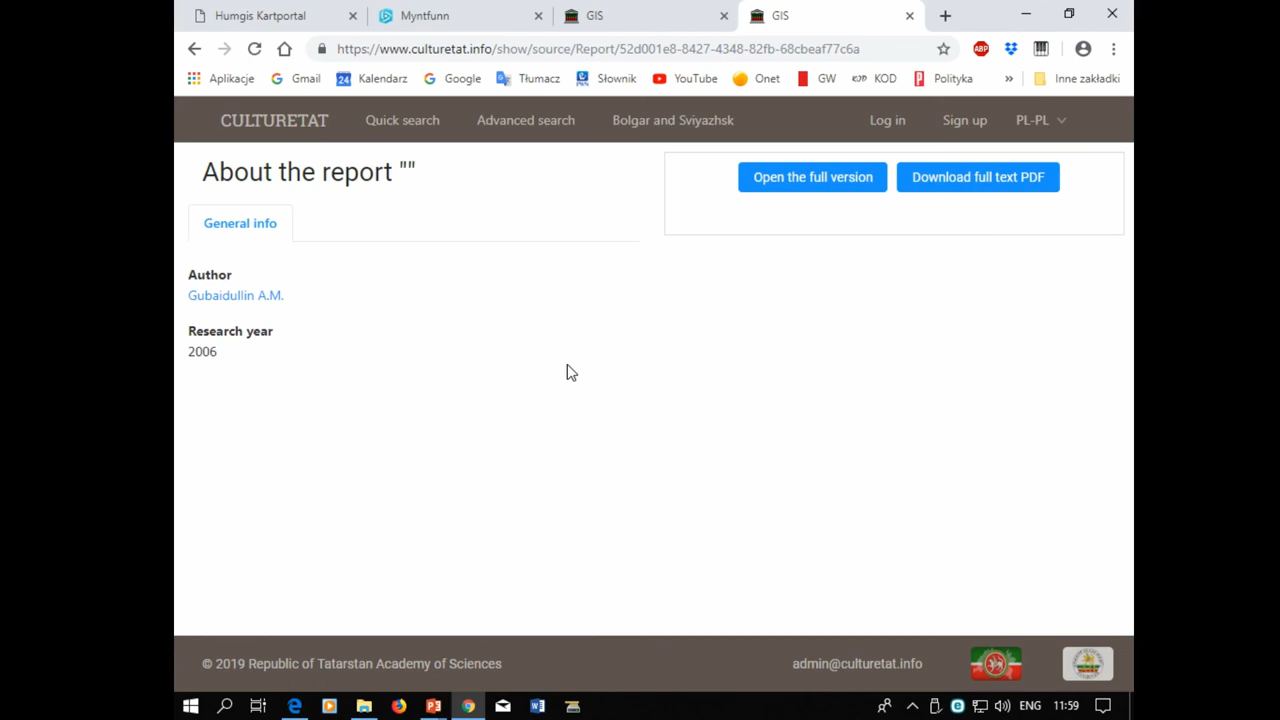 Humgis Kartportal
Myntfunn
GIS
GIS
https://www.culturetat.info/show/source/Report/52d001e8-8427-4348-82fb-68cbeaf77c6a
ABP
Aplikacje
Gmail
24 Kalendarz
Google
Tłumacz
Słownik
YouTube
Onet
GW
KOD
Polityka
»
Inne zakładki
CULTURETAT
Quick search
Advanced search
Bolgar and Sviyazhsk
Log in
Sign up
PL-PL
About the report ""
Open the full version
Download full text PDF
General info
Author
Gubaidullin A.M.
Research year
2006
© 2019 Republic of Tatarstan Academy of Sciences
admin@culturetat.info
ENG
11:59